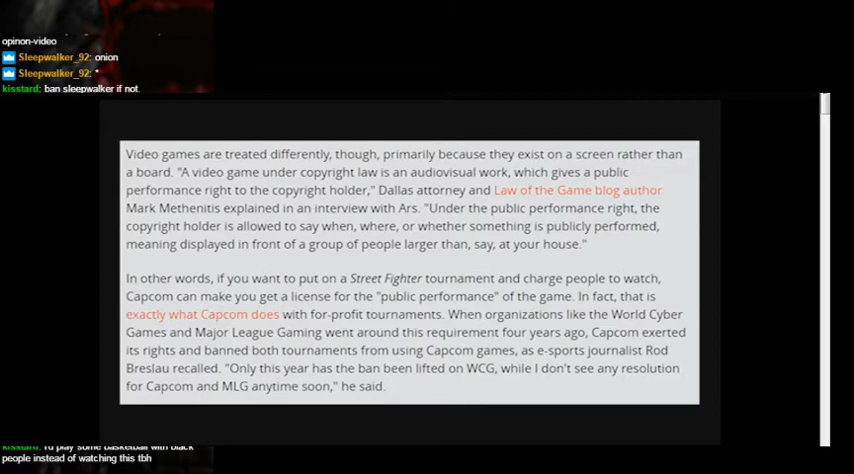 opinon-video
Sleepwalker_92: onion
Sleepwalker_92: *
kisstard: ban sleepwalker if not.
Video games are treated differently, though, primarily because they exist on a screen rather than
a board. "A video game under copyright law is an audiovisual work, which gives a public
performance right to the copyright holder," Dallas attorney and Law of the Game blog author
Mark Methenitis explained in an interview with Ars. "Under the public performance right, the
copyright holder is allowed to say when, where, or whether something is publicly performed,
meaning displayed in front of a group of people larger than, say, at your house."
In other words, if you want to put on a Street Fighter tournament and charge people to watch,
Capcom can make you get a license for the "public performance" of the game. In fact, that is
exactly what Capcom does with for-profit tournaments. When organizations like the World Cyber
Games and Major League Gaming went around this requirement four years ago, Capcom exerted
its rights and banned both tournaments from using Capcom games, as e-sports journalist Rod
Breslau recalled. "Only this year has the ban been lifted on WCG, while I don't see any resolution
for Capcom and MLG anytime soon," he said.
kisstard: I'd play some basketball with black
people instead of watching this tbh